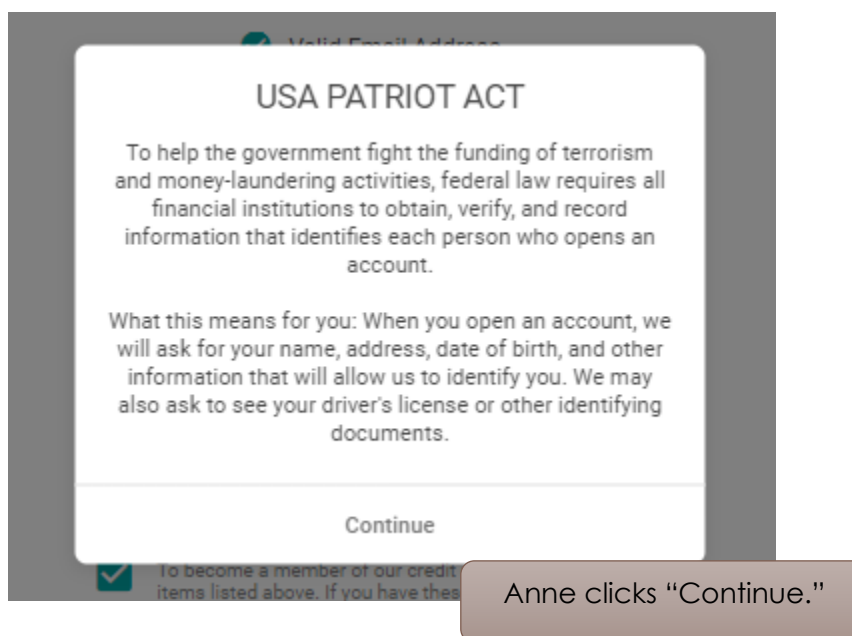 Valid Email Address
USA PATRIOT ACT
To help the government fight the funding of terrorism
and money-laundering activities, federal law requires all
financial institutions to obtain, verify, and record
information that identifies each person who opens an
account.
What this means for you: When you open an account, we
will ask for your name, address, date of birth, and other
information that will allow us to identify you. We may
also ask to see your driver's license or other identifying
documents.
Continue
To become a member of our credit
items listed above. If you have thes
Anne clicks “Continue.”